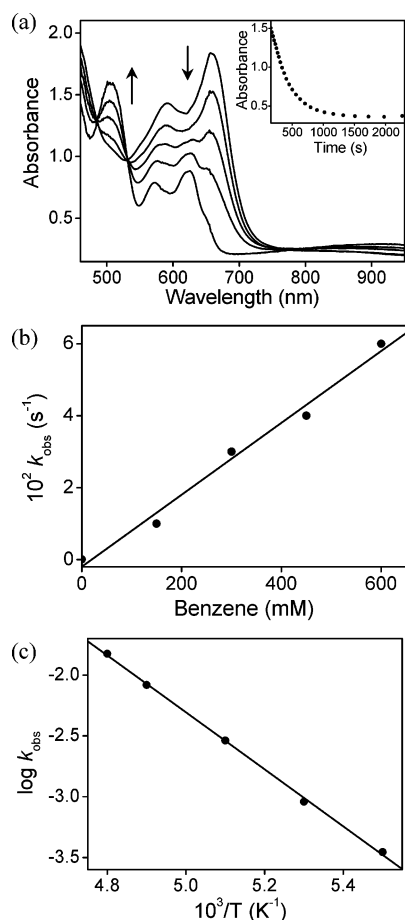 (a)
2.0
1.5
1.0
0.5
Absorbance
500 600 700 800 900
Wavelength (nm)
1.5
1.0
0.5
Absorbance
500 1000 1500 2000
Time (s)
(b)
6
4
2
0
10² k_obs (s⁻¹)
0 200 400 600
Benzene (mM)
(c)
-2.0
-2.5
-3.0
-3.5
log k_obs
4.8 5.0 5.2 5.4
10³/T (K⁻¹)